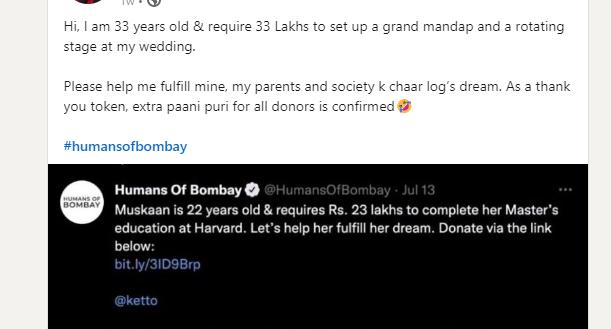 1w •
Hi, I am 33 years old & require 33 Lakhs to set up a grand mandap and a rotating
stage at my wedding.
Please help me fulfill mine, my parents and society k chaar log's dream. As a thank
you token, extra paani puri for all donors is confirmed🤣
#humansofbombay
HUMANS OF
BOMBAY
Humans Of Bombay @HumansOfBombay · Jul 13
Muskaan is 22 years old & requires Rs. 23 lakhs to complete her Master's
education at Harvard. Let's help her fulfill her dream. Donate via the link
below:
bit.ly/3ID9Brp
@ketto